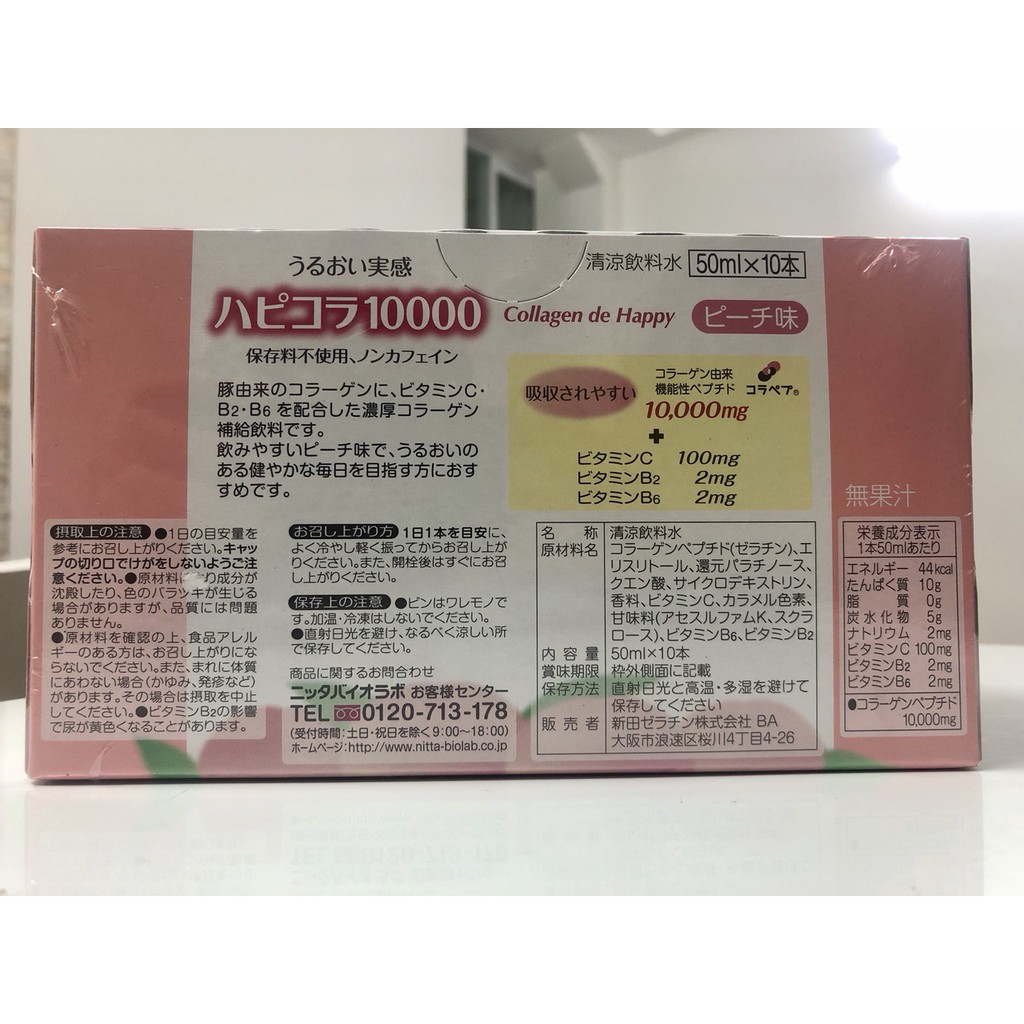 うるおい実感
ハピコラ10000
Collagen de Happy
清涼飲料水 50ml×10本
ピーチ味
保存料不使用、ノンカフェイン
豚由来のコラーゲンに、ビタミンC・
B2・B6 を配合した濃厚コラーゲン
補給飲料です。
飲みやすいピーチ味で、うるおいの
ある健やかな毎日を目指す方におす
すめです。
吸収されやすい
コラーゲン由来
機能性ペプチド
コラペプ®
10,000mg
+
ビタミンC 100mg
ビタミンB2 2mg
ビタミンB6 2mg
無果汁
摂取上の注意 ●1日の目安量を
参考にお召し上がりください。キャッ
プの切り口でけがをしないようご注
意ください。●原材料により成分が
沈殿したり、色のバラツキが生じる
場合がありますが、品質には問題
ありません。
●原材料を確認の上、食品アレル
ギーのある方は、お召し上がりにな
らないでください。また、まれに体質
にあわない場合(かゆみ、発疹など)
があります。その場合は摂取を中止
してください。●ビタミンB2の影響
で尿が黄色くなることがあります。
お召し上がり方 1日1本を目安に、
よく冷やし軽く振ってからお召し上が
りください。また、開栓後はすぐにお召
し上がりください。
保存上の注意 ●ビンはワレモノで
す。加温・冷凍はしないでください。
●直射日光を避け、なるべく涼しい所
で保存してください。
商品に関するお問合わせ
ニッタバイオラボ お客様センター
TEL 0120-713-178
(受付時間:土日・祝日を除く9:00~18:00)
ホームページ:http://www.nitta-biolab.co.jp
名 称 清涼飲料水
原材料名 コラーゲンペプチド(ゼラチン)、エ
リスリトール、還元パラチノース、
クエン酸、サイクロデキストリン、
香料、ビタミンC、カラメル色素、
甘味料(アセスルファムK、スクラ
ロース)、ビタミンB6、ビタミンB2
内 容 量 50ml×10本
賞味期限 枠外側面に記載
保存方法 直射日光と高温・多湿を避けて
保存してください
販 売 者 新田ゼラチン株式会社 BA
大阪市浪速区桜川4丁目4-26
栄養成分表示
1本50mlあたり
エネルギー 44kcal
たんぱく質 10g
脂 質 0g
炭水化物 5g
ナトリウム 2mg
ビタミンC 100mg
ビタミンB2 2mg
ビタミンB6 2mg
●コラーゲンペプチド
10,000mg